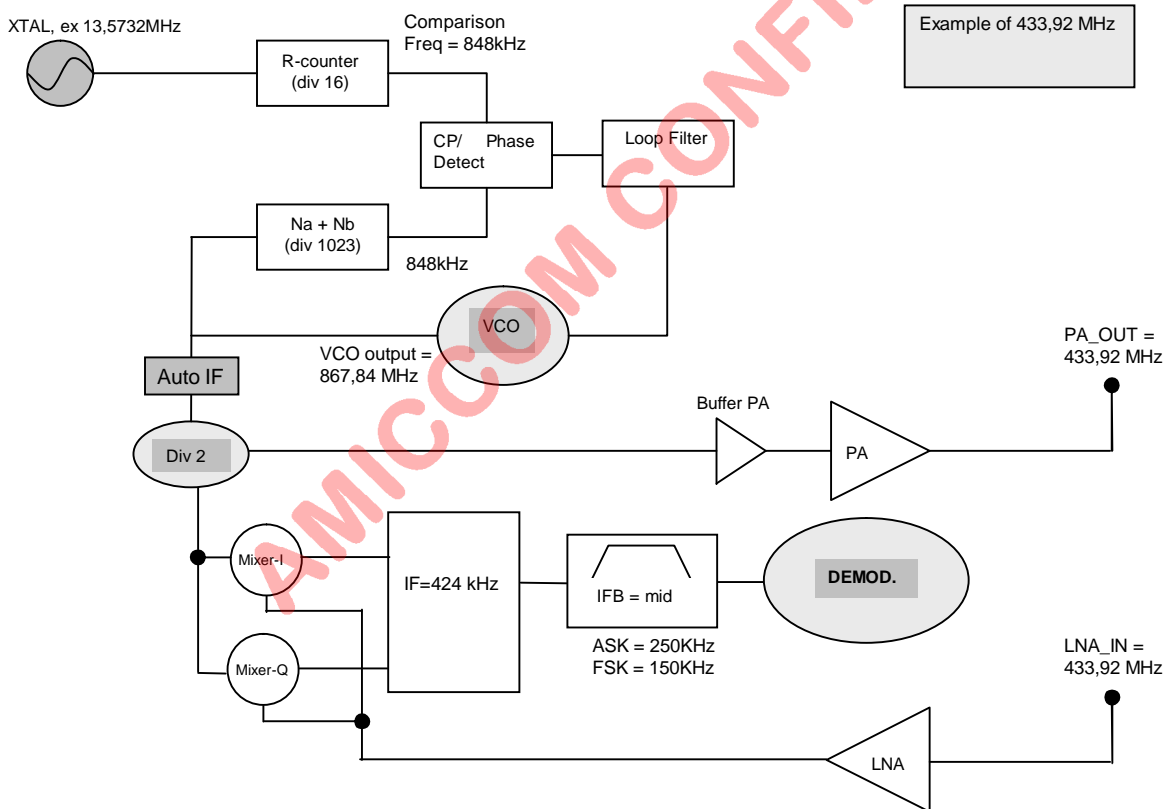 XTAL, ex 13,5732MHz
Comparison
Freq = 848kHz
Example of 433,92 MHz
R-counter
(div 16)
CP/ Phase
Detect
Loop Filter
Na + Nb
(div 1023)
848kHz
VCO
VCO output =
867,84 MHz
Auto IF
PA_OUT =
433,92 MHz
Buffer PA
Div 2
PA
Mixer-I
IF=424 kHz
IFB = mid
DEMOD.
ASK = 250KHz
FSK = 150KHz
Mixer-Q
LNA_IN =
433,92 MHz
LNA
AMICCOM